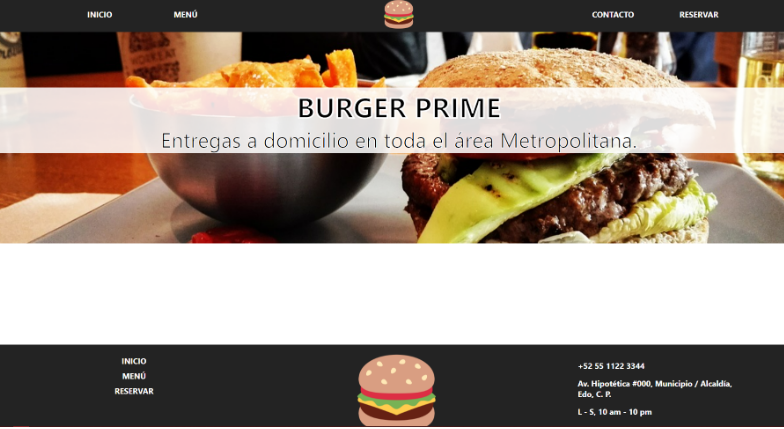 INICIO MENÚ CONTACTO RESERVAR
BURGER PRIME
Entregas a domicilio en toda el área Metropolitana.
INICIO
MENÚ
RESERVAR
+52 55 1122 3344
Av. Hipotética #000, Municipio / Alcaldía,
Edo, C. P.
L - S, 10 am - 10 pm